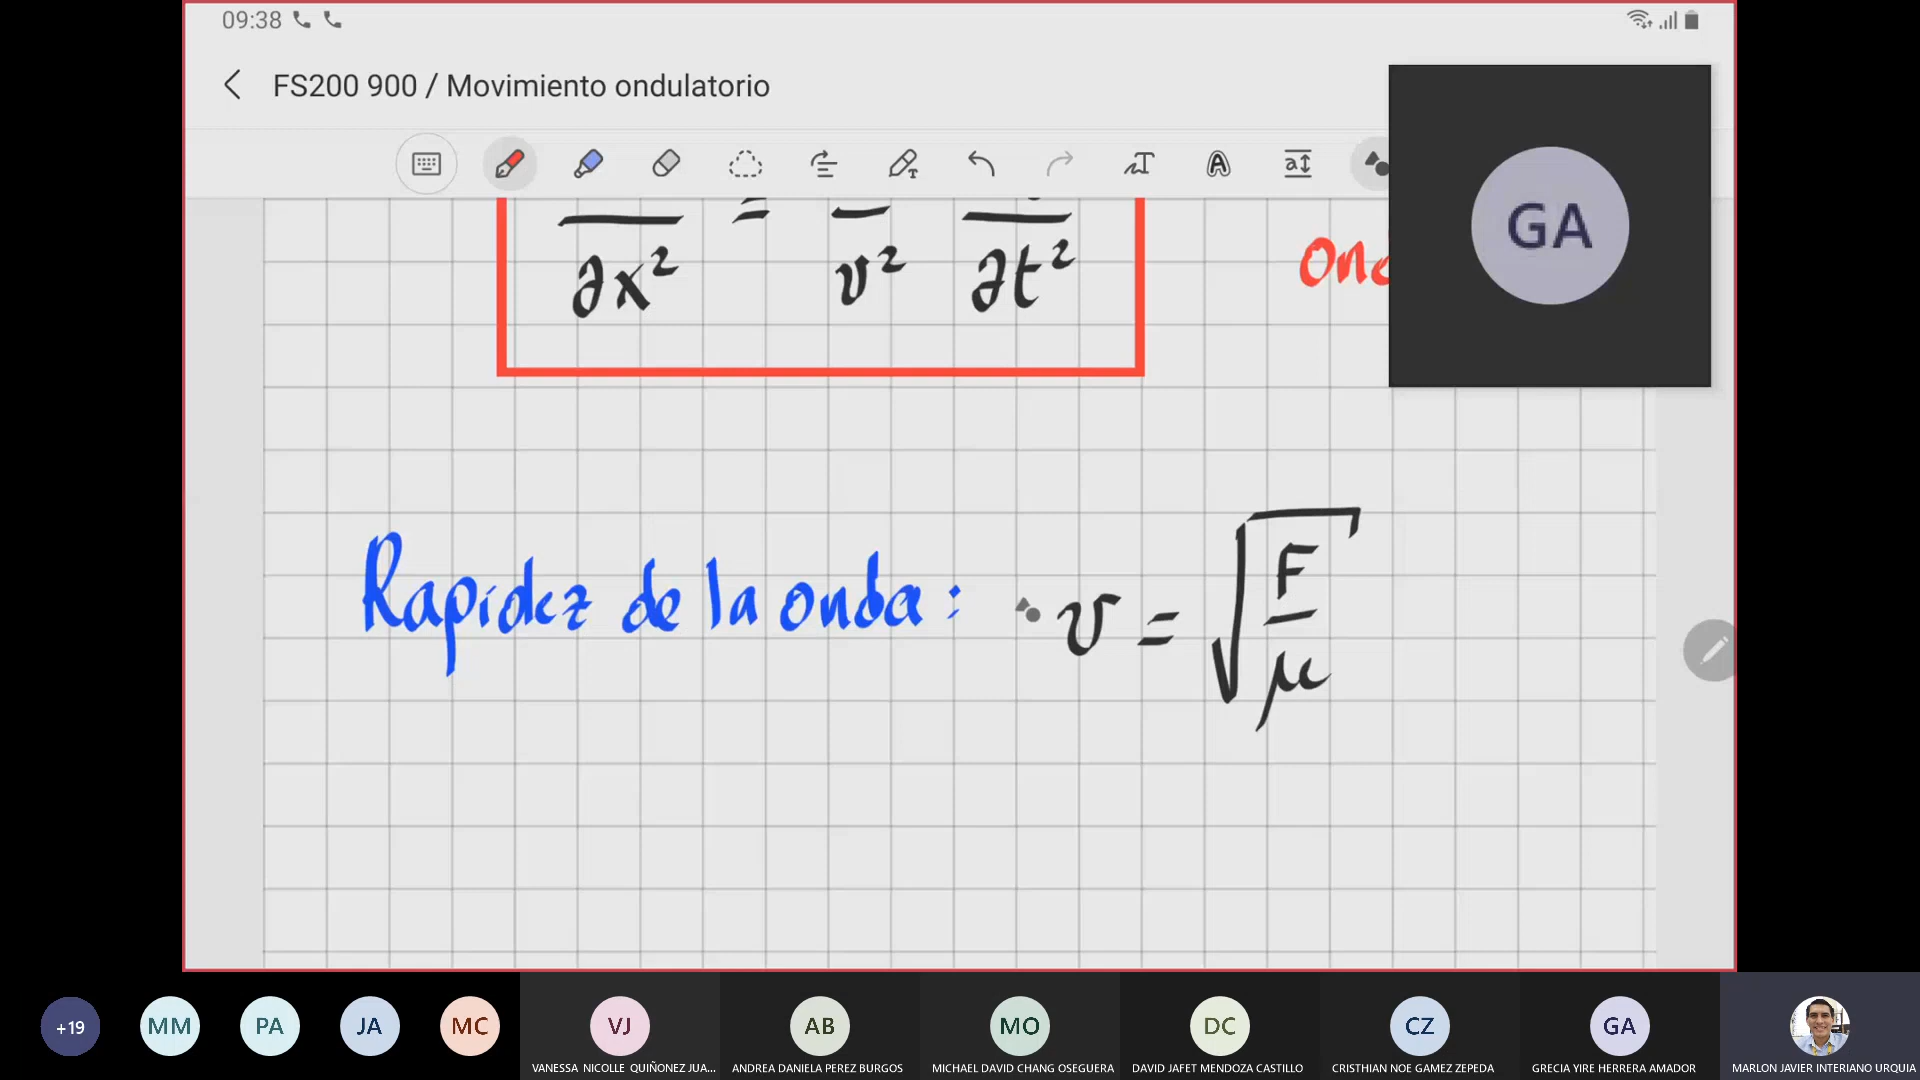 09:38
FS200 900 / Movimiento ondulatorio
GA
= 
∂x² v² ∂t²
Rapidez de la onda: v = √(F/μ)
+19 MM PA JA MC VJ AB MO DC CZ GA
VANESSA NICOLLE QUIÑONEZ JUA... ANDREA DANIELA PEREZ BURGOS MICHAEL DAVID CHANG OSEGUERA DAVID JAFET MENDOZA CASTILLO CRISTHIAN NOE GAMEZ ZEPEDA GRECIA YIRE HERRERA AMADOR MARLON JAVIER INTERIANO URQUIA